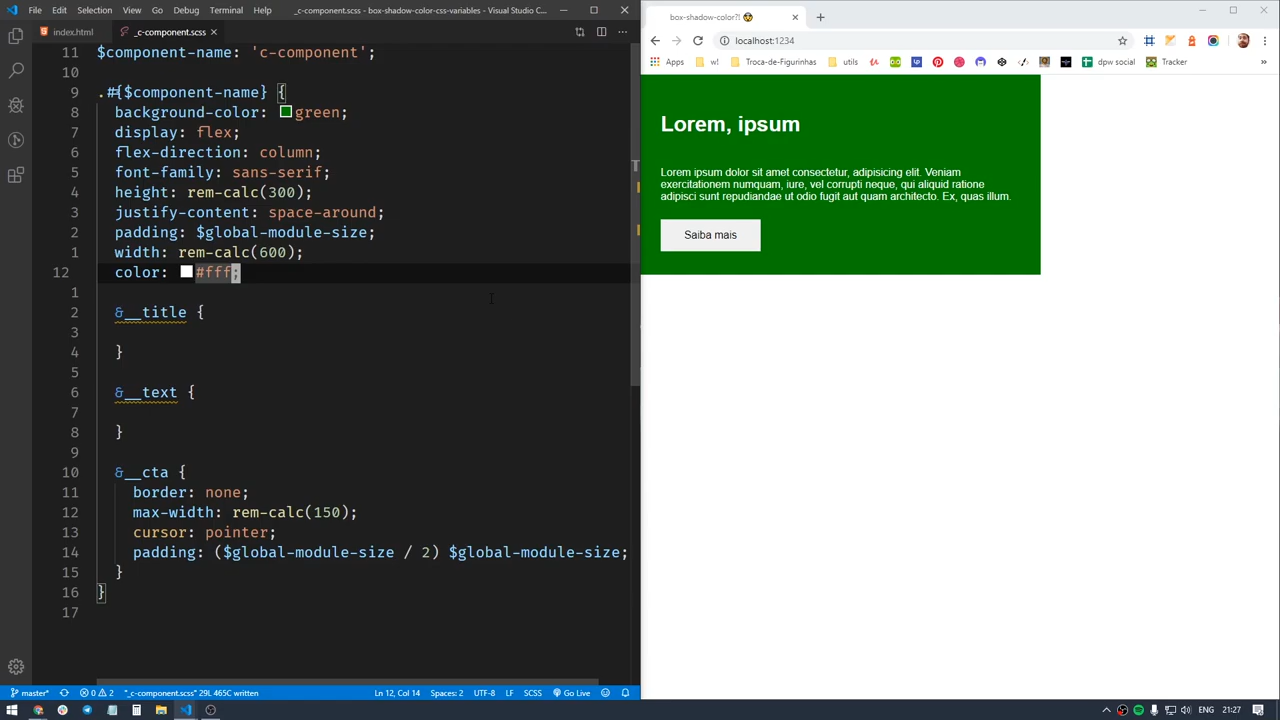 File Edit Selection View Go Debug Terminal Help _c-component.scss - box-shadow-color-css-variables - Visual Studio C...
index.html _c-component.scss
11 $component-name: 'c-component';
10
9 .#{$component-name} {
8 background-color: green;
7 display: flex;
6 flex-direction: column;
5 font-family: sans-serif;
4 height: rem-calc(300);
3 justify-content: space-around;
2 padding: $global-module-size;
1 width: rem-calc(600);
12 color: #fff;
1
2 &__title {
3
4 }
5
6 &__text {
7
8 }
9
10 &__cta {
11 border: none;
12 max-width: rem-calc(150);
13 cursor: pointer;
14 padding: ($global-module-size / 2) $global-module-size;
15 }
16 }
17
master* 0 2 "_c-component.scss" 29L 465C written Ln 12, Col 14 Spaces: 2 UTF-8 LF SCSS Go Live
box-shadow-color?!
localhost:1234
Apps w! Troca-de-Figurinhas utils dpw social Tracker »
Lorem, ipsum
Lorem ipsum dolor sit amet consectetur, adipisicing elit. Veniam
exercitationem numquam, iure, vel corrupti neque, qui aliquid ratione
adipisci sunt repudiandae ut odio fugit aut quam architecto. Ex, quas illum.
Saiba mais
ENG 21:27